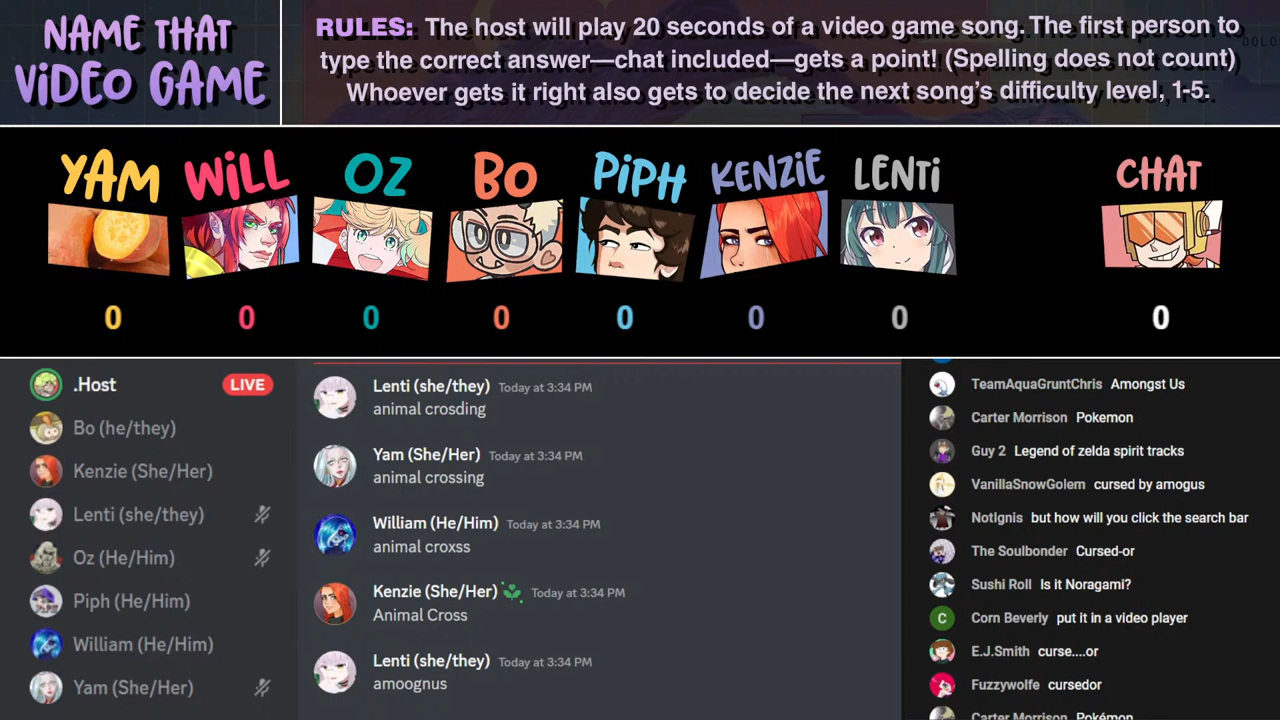 NAME THAT
ViDEO GAME
RULES: The host will play 20 seconds of a video game song. The first person to
type the correct answer—chat included—gets a point! (Spelling does not count)
Whoever gets it right also gets to decide the next song's difficulty level, 1-5.
YAM WiLL OZ BO PiPH KENZiE LENTi CHAT
0 0 0 0 0 0 0 0
.Host LIVE
Bo (he/they)
Kenzie (She/Her)
Lenti (she/they)
Oz (He/Him)
Piph (He/Him)
William (He/Him)
Yam (She/Her)
Lenti (she/they) Today at 3:34 PM
animal crosding
Yam (She/Her) Today at 3:34 PM
animal crossing
William (He/Him) Today at 3:34 PM
animal croxss
Kenzie (She/Her) Today at 3:34 PM
Animal Cross
Lenti (she/they) Today at 3:34 PM
amoognus
TeamAquaGruntChris Amongst Us
Carter Morrison Pokemon
Guy 2 Legend of zelda spirit tracks
VanillaSnowGolem cursed by amogus
NotIgnis but how will you click the search bar
The Soulbonder Cursed-or
Sushi Roll Is it Noragami?
C Corn Beverly put it in a video player
E.J.Smith curse....or
Fuzzywolfe cursedor
Carter Morrison Pokémon